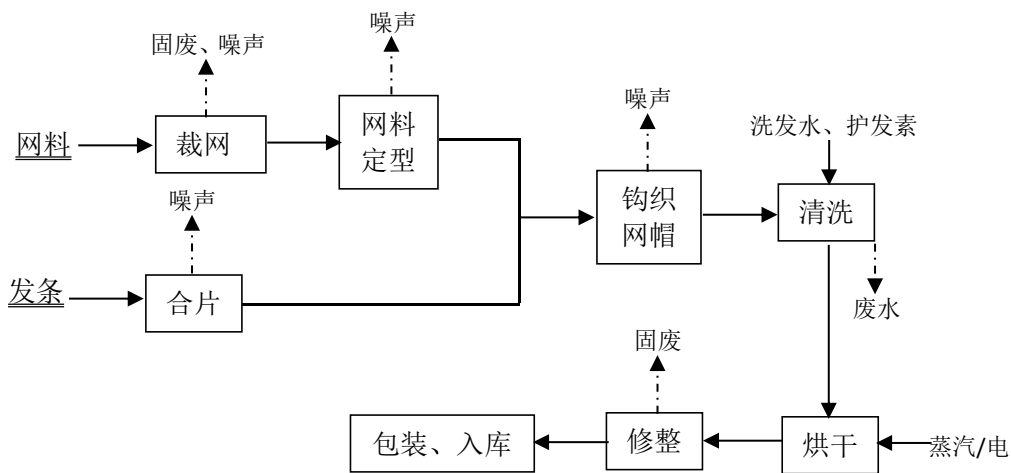 噪声
固废、噪声
网料
裁网
网料
定型
噪声
发条
合片
噪声
钩织
网帽
洗发水、护发素
清洗
废水
固废
包装、入库
修整
烘干
蒸汽/电